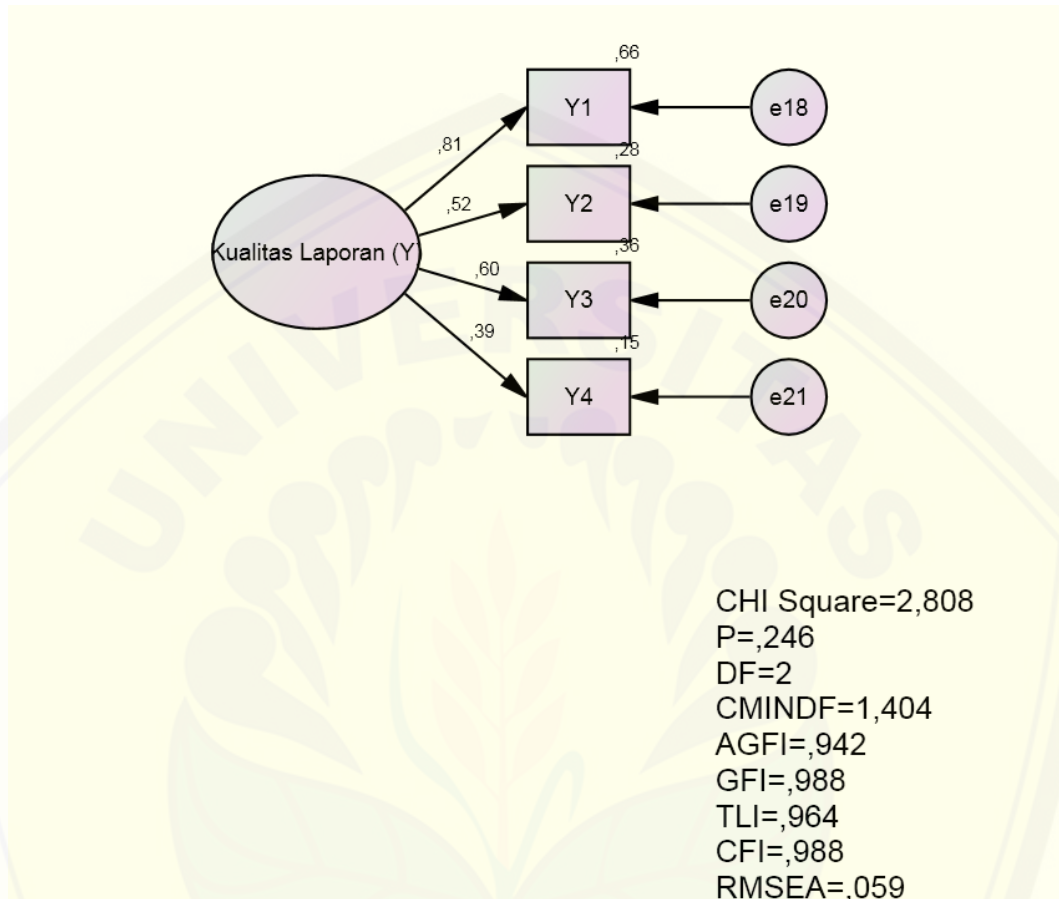 ,66
Y1
e18
,81
,28
Y2
e19
,52
Kualitas Laporan (Y
,36
,60
Y3
e20
,39
,15
Y4
e21
UNIVERSITAS
CHI Square=2,808
P=,246
DF=2
CMINDF=1,404
AGFI=,942
GFI=,988
TLI=,964
CFI=,988
RMSEA=,059